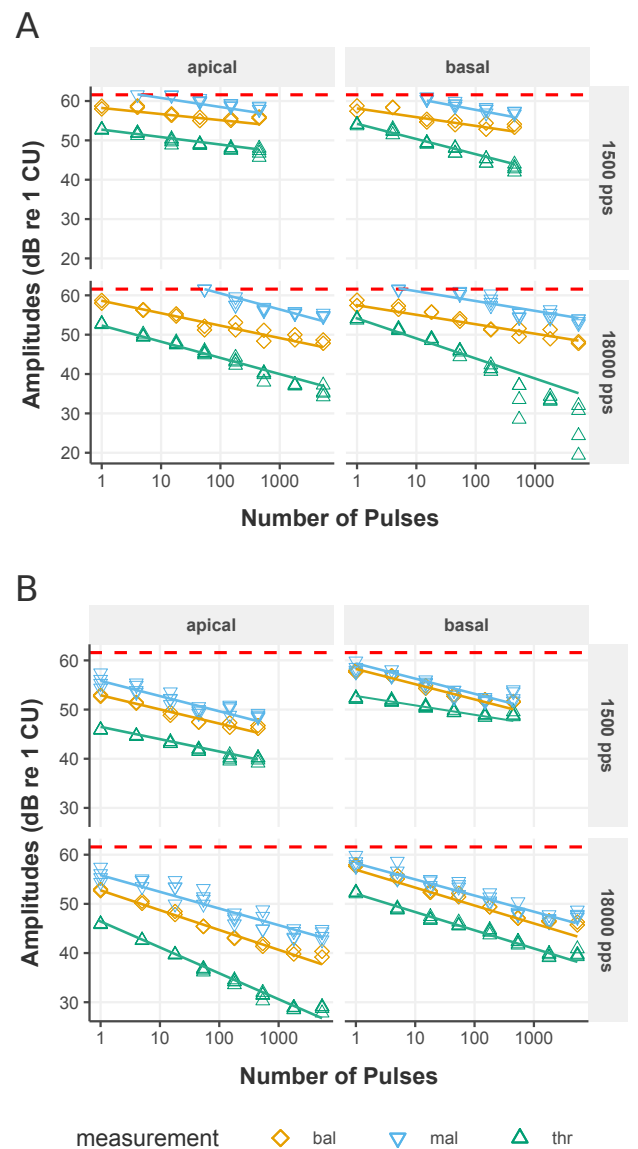 A
apical basal
60
50
40
30
20
1500 pps
60
50
40
30
20
18000 pps
Amplitudes (dB re 1 CU)
1 10 100 1000 1 10 100 1000
Number of Pulses
B
apical basal
60
50
40
30
1500 pps
60
50
40
30
18000 pps
Amplitudes (dB re 1 CU)
1 10 100 1000 1 10 100 1000
Number of Pulses
measurement bal mal thr